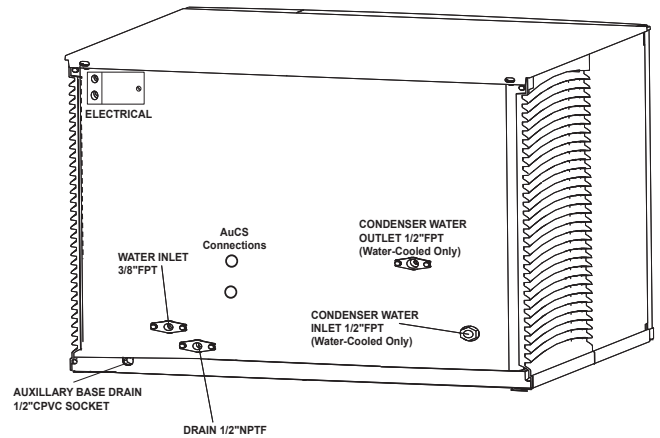 ELECTRICAL
AuCS
Connections
CONDENSER WATER
OUTLET 1/2"FPT
(Water-Cooled Only)
WATER INLET
3/8"FPT
CONDENSER WATER
INLET 1/2"FPT
(Water-Cooled Only)
AUXILLARY BASE DRAIN
1/2"CPVC SOCKET
DRAIN 1/2"NPTF